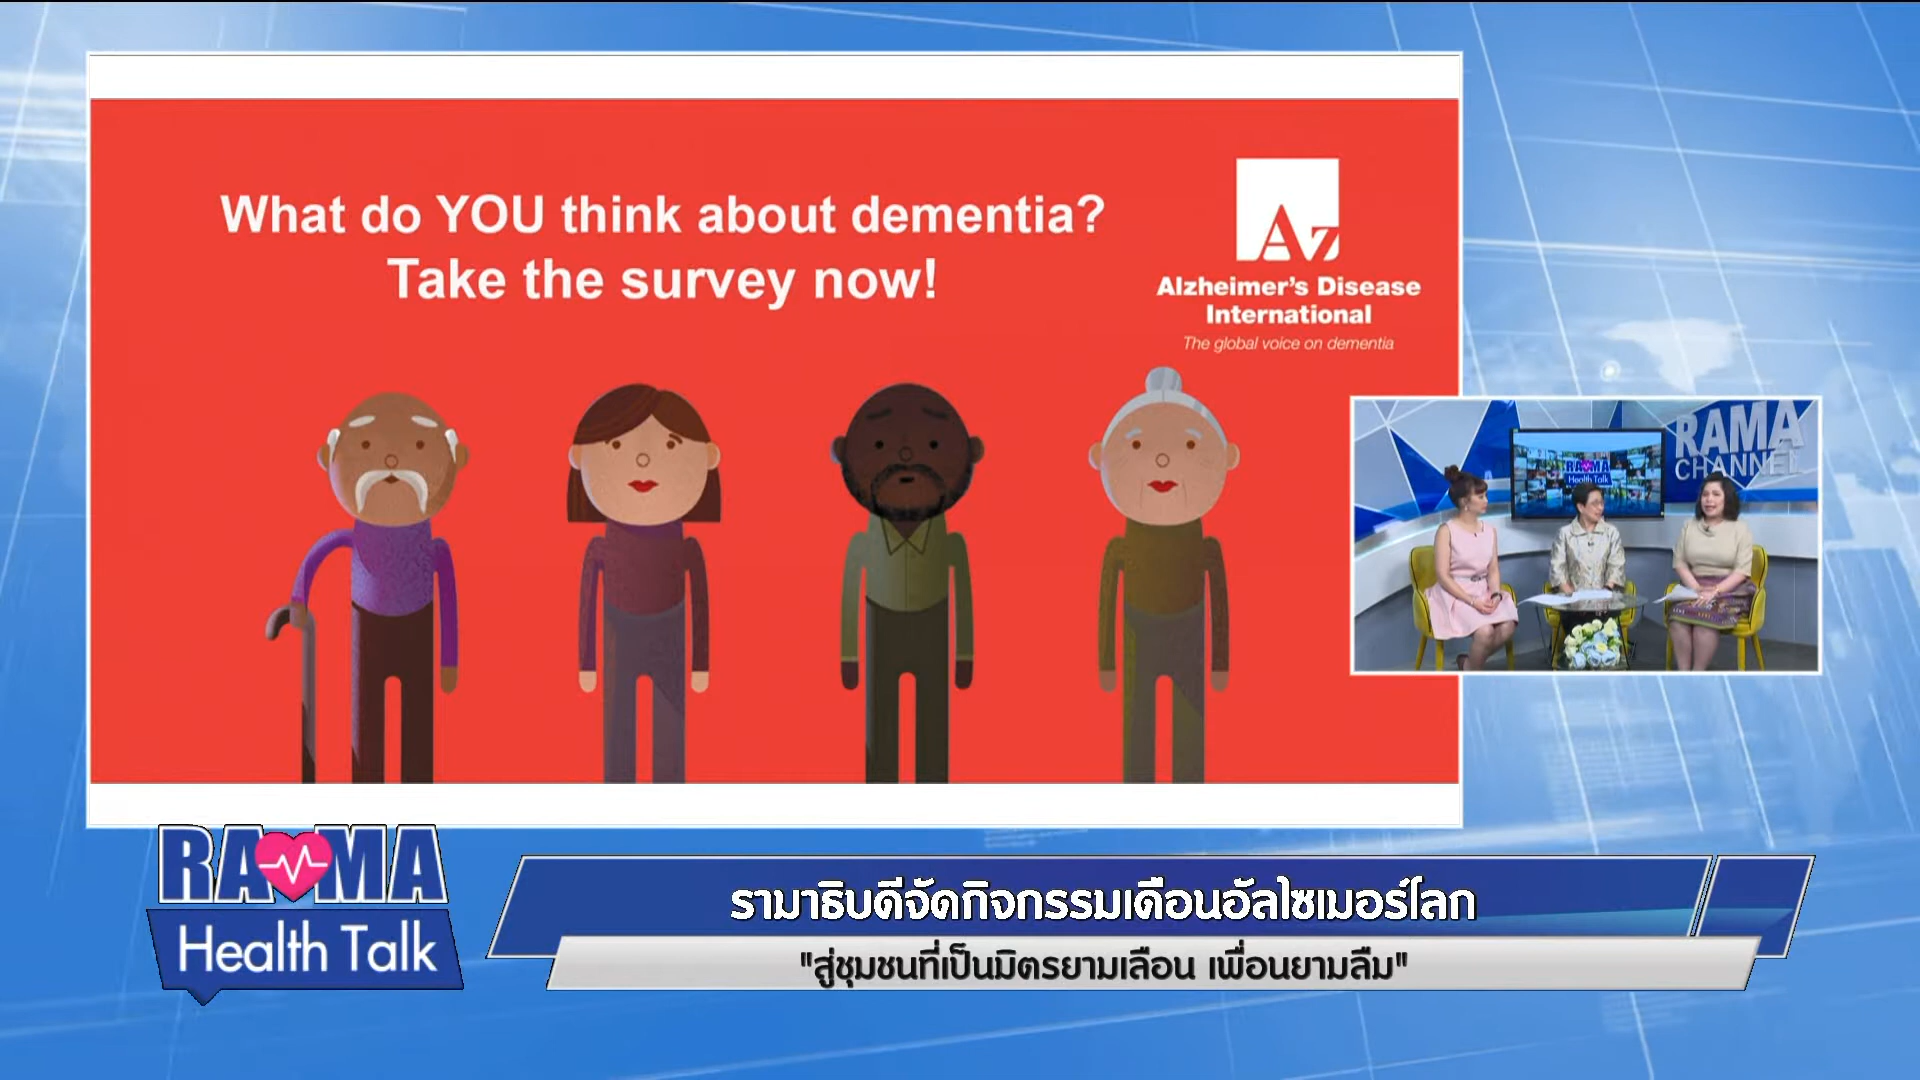 What do YOU think about dementia?
Take the survey now!
Az
Alzheimer's Disease
International
The global voice on dementia
RAMA
CHANNEL
RAMA
Health Talk
RAMA
Health Talk
รามาธิบดีจัดกิจกรรมเดือนอัลไซเมอร์โลก
"สู่ชุมชนที่เป็นมิตรยามเลือน เพื่อนยามลืม"